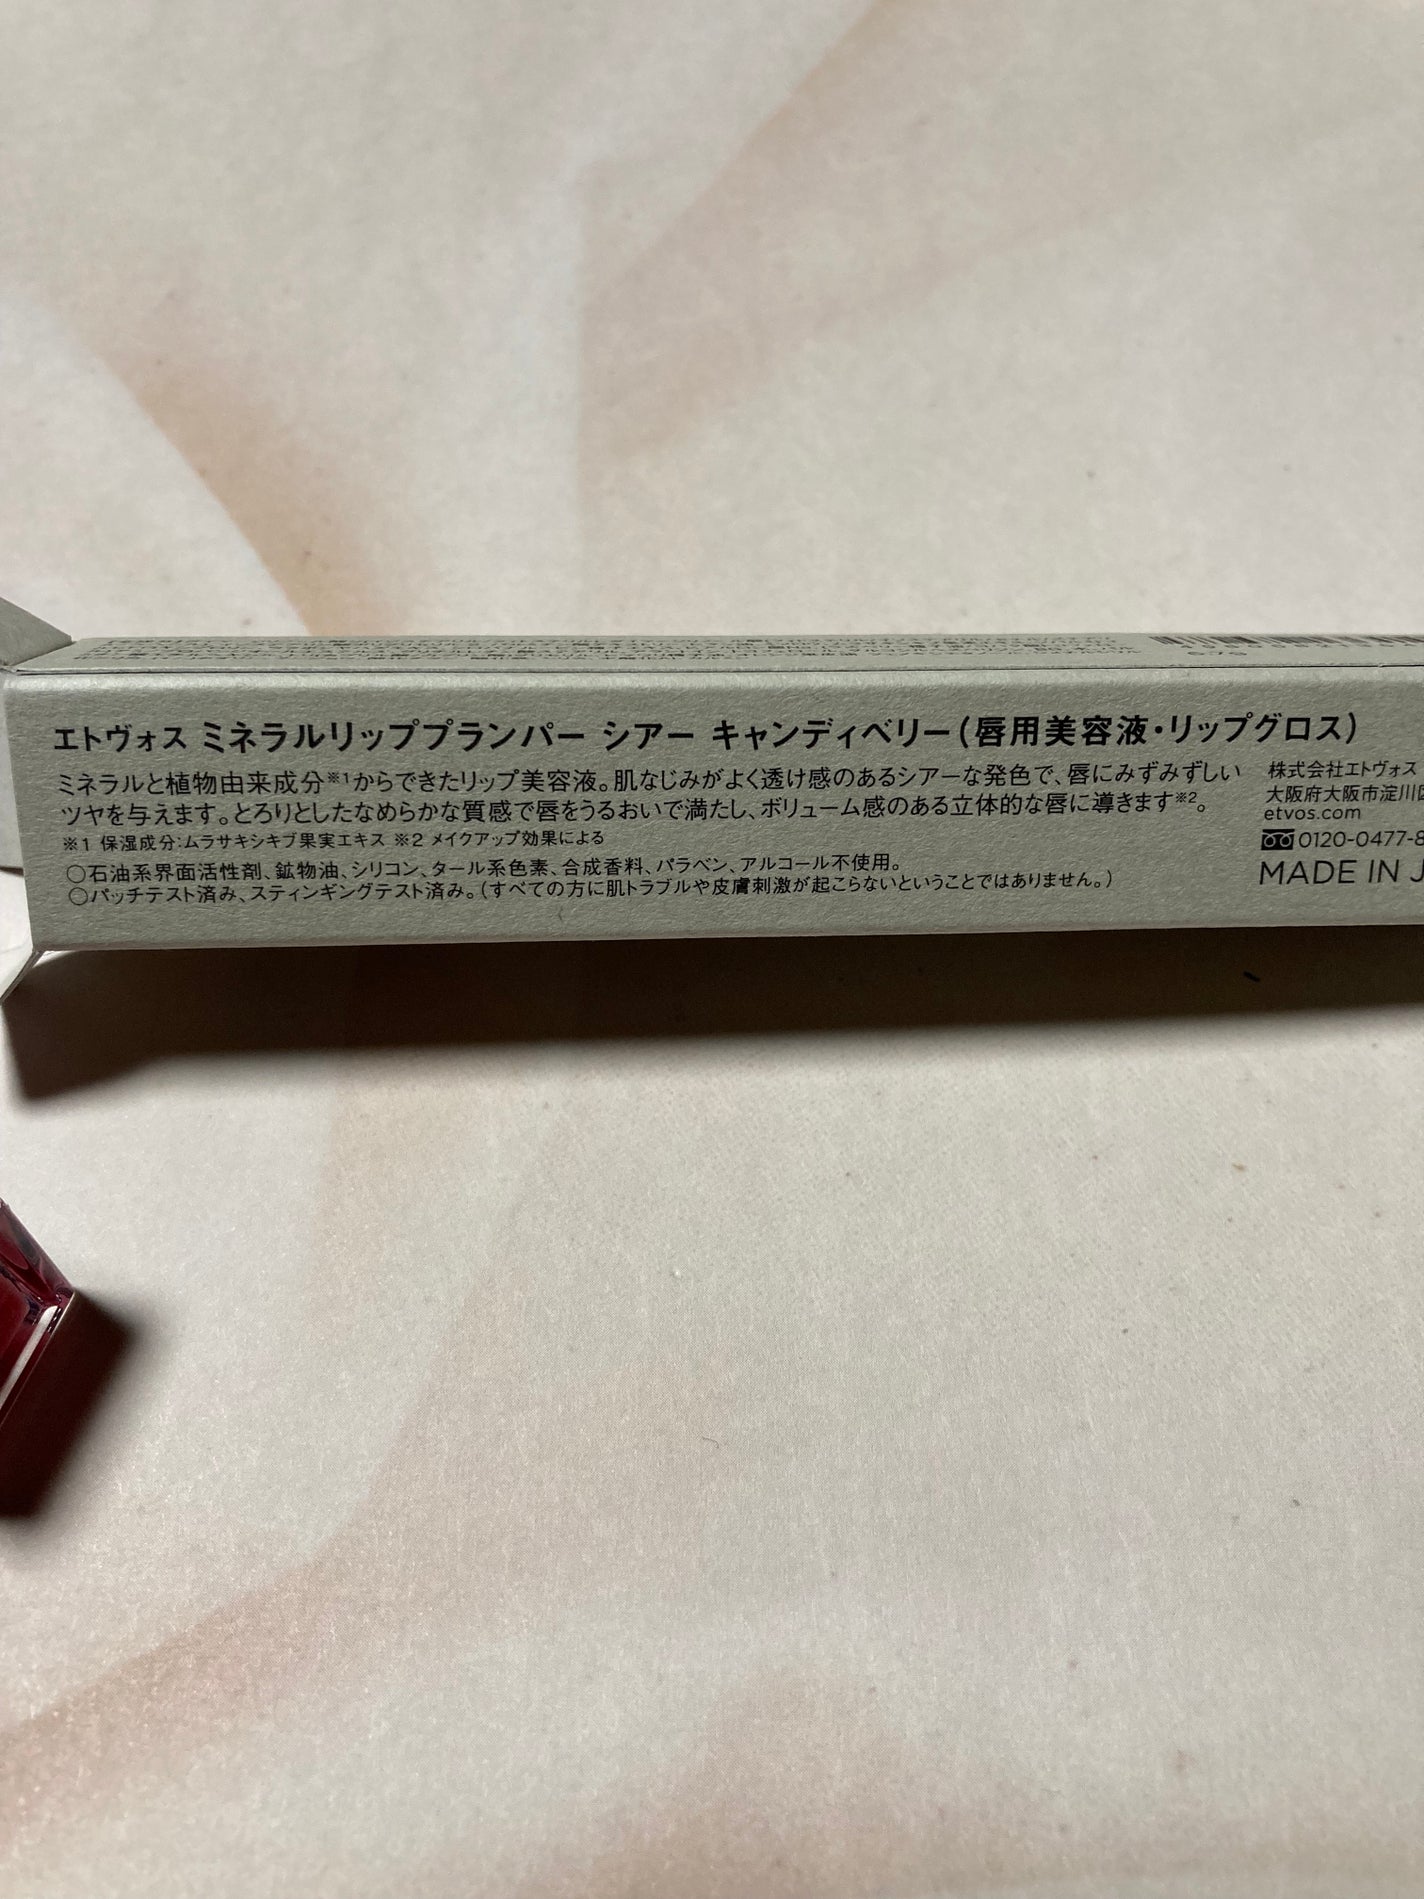 エトヴォス ミネラルリッププランパー シアー キャンディベリー(唇用美容液・リップグロス)
ミネラルと植物由来成分※1からできたリップ美容液。肌なじみがよく透け感のあるシアーな発色で、唇にみずみずしい
ツヤを与えます。とろりとしたなめらかな質感で唇をうるおいで満たし、ボリューム感のある立体的な唇に導きます※2。
※1 保湿成分:ムラサキシキブ果実エキス ※2 メイクアップ効果による
○石油系界面活性剤、鉱物油、シリコン、タール系色素、合成香料、パラベン、アルコール不使用。
○パッチテスト済み、スティンギングテスト済み。(すべての方に肌トラブルや皮膚刺激が起こらないということではありません。)
株式会社エトヴォス
大阪府大阪市淀川区
etvos.com
0120-0477-8
MADE IN J